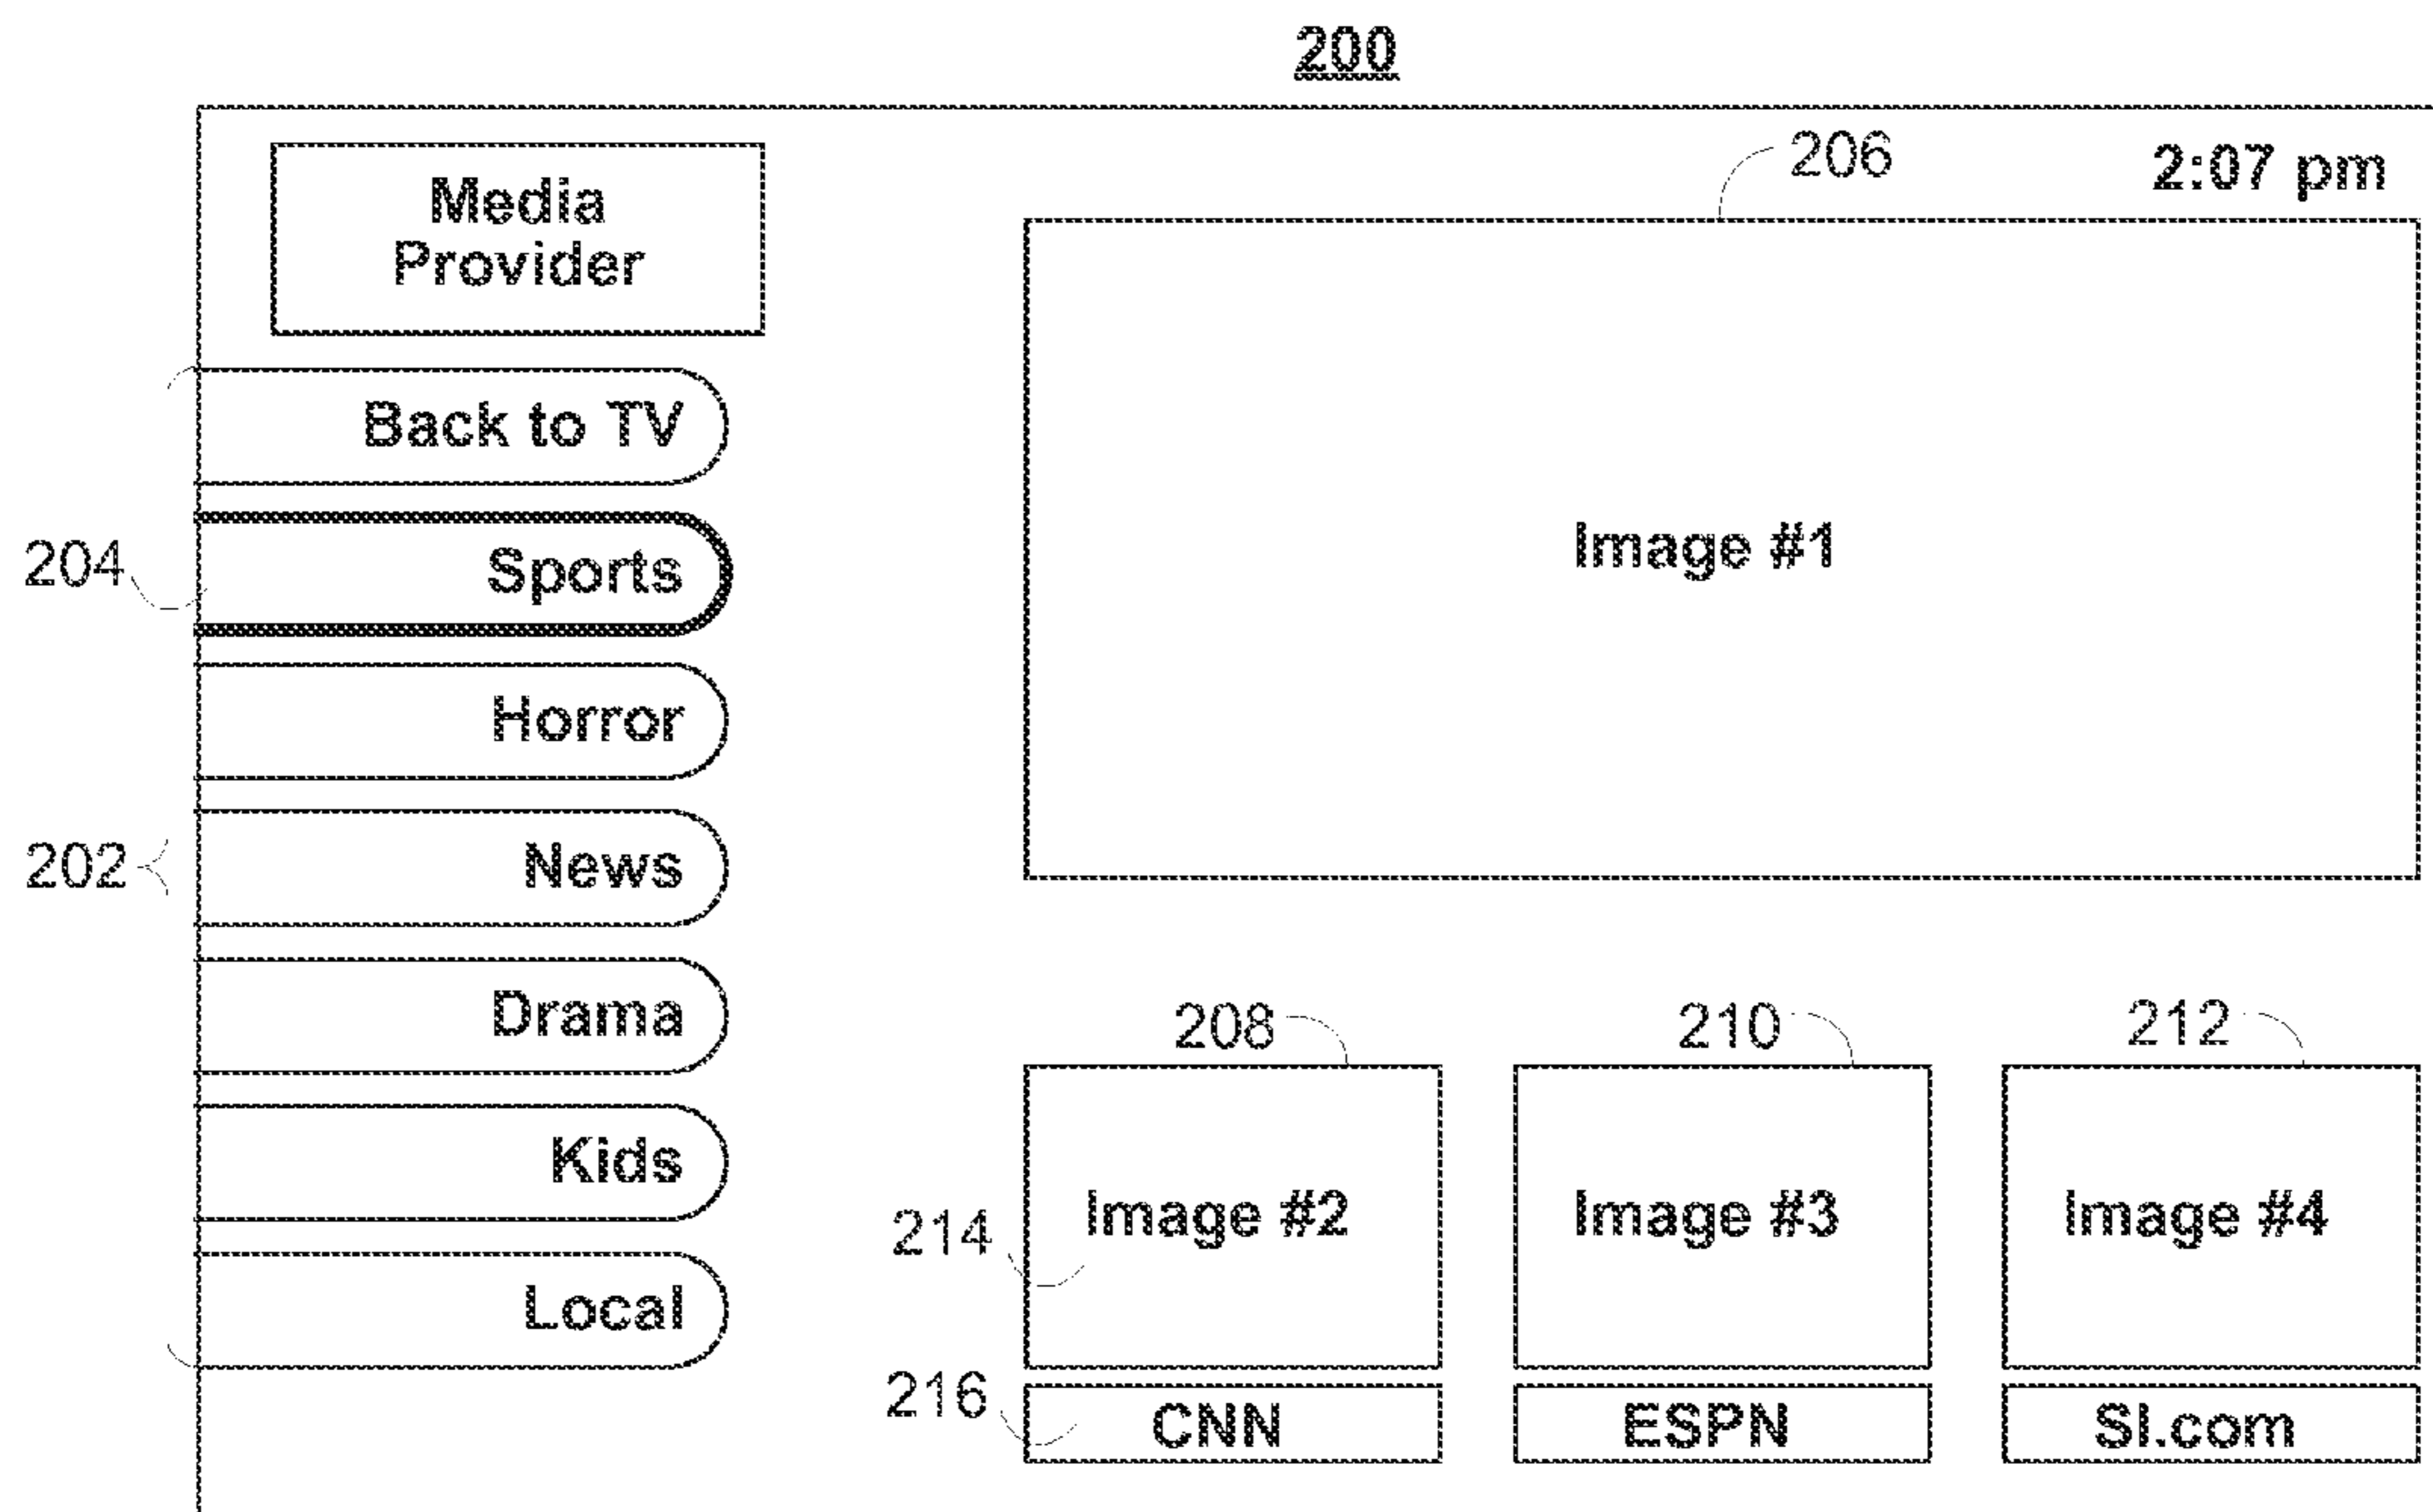 200
206
2:07 pm
Media
Provider
Back to TV
204
Sports
Image #1
Horror
202
News
Drama
Kids
Local
208
210
212
214
Image #2
Image #3
Image #4
216
CNN
ESPN
SI.com